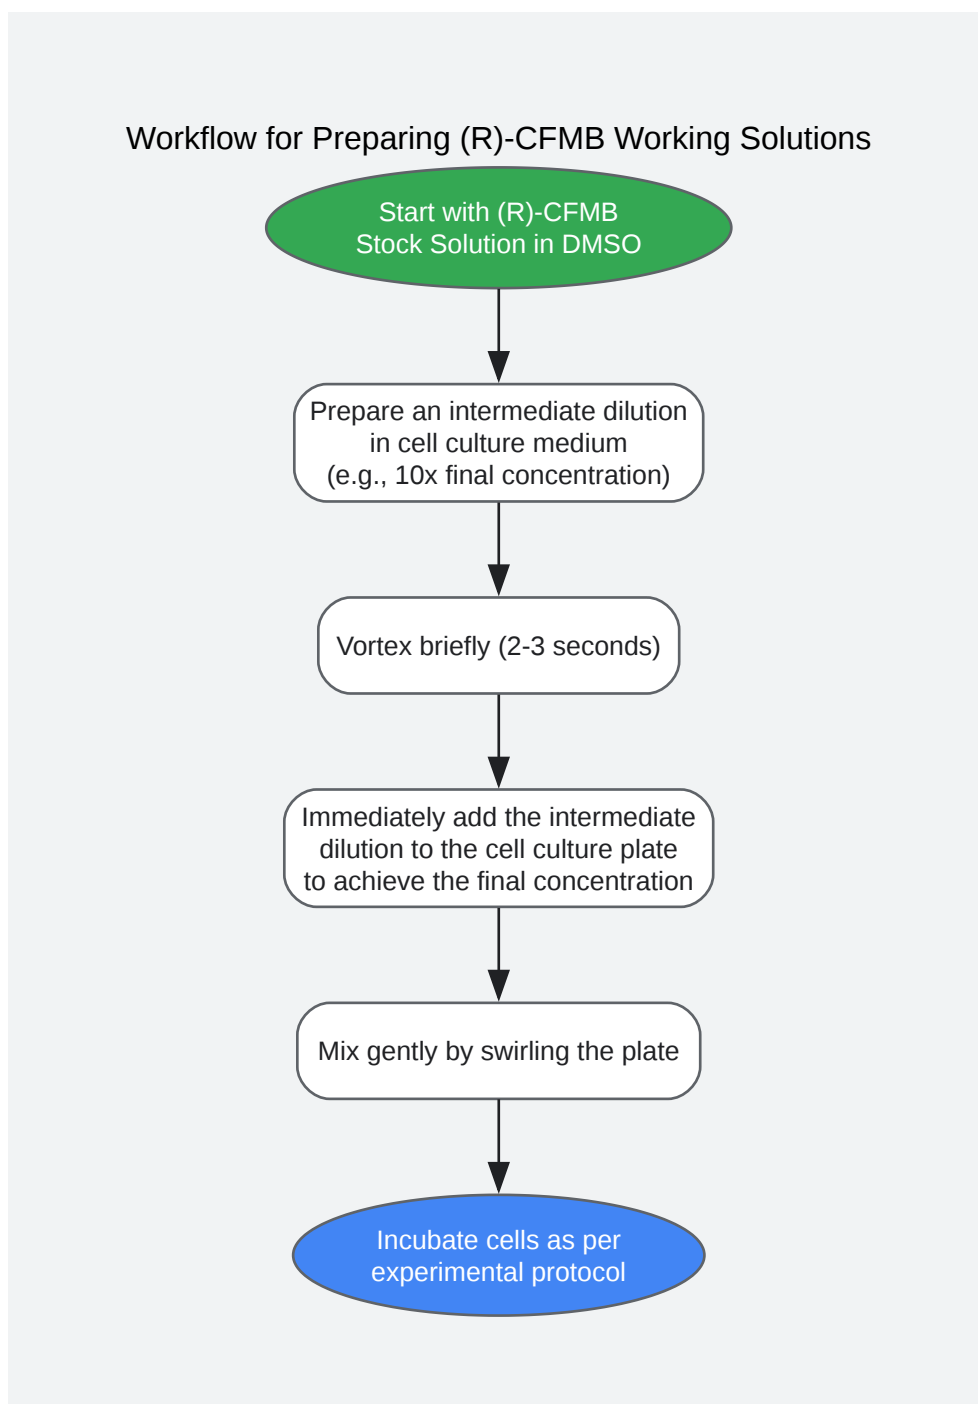 Workflow for Preparing (R)-CFMB Working Solutions
Start with (R)-CFMB
Stock Solution in DMSO
Prepare an intermediate dilution
in cell culture medium
(e.g., 10x final concentration)
Vortex briefly (2-3 seconds)
Immediately add the intermediate
dilution to the cell culture plate
to achieve the final concentration
Mix gently by swirling the plate
Incubate cells as per
experimental protocol